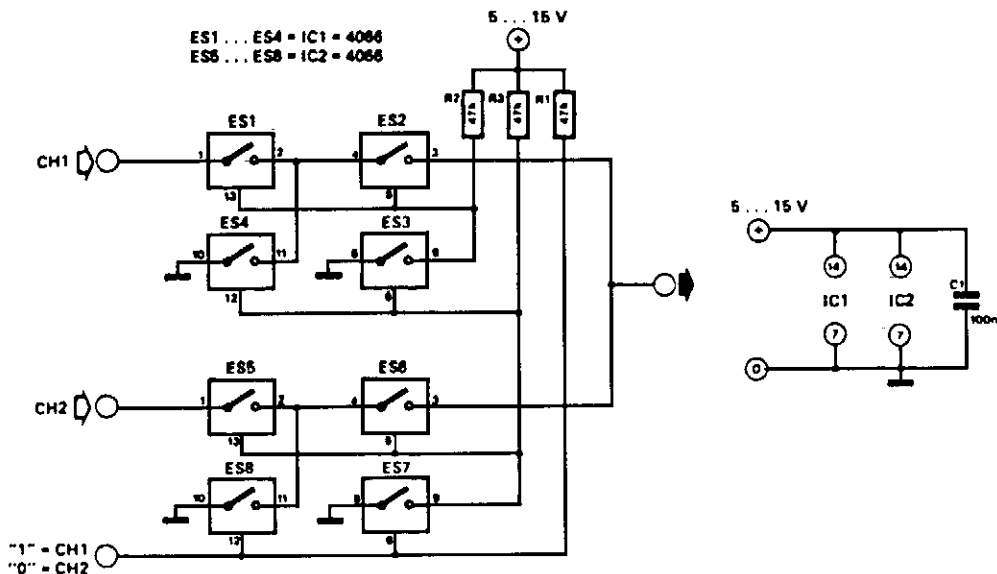 5 ... 15 V
+
ES1 ... ES4 = IC1 = 4066
ES5 ... ES8 = IC2 = 4066
R2 47k
R3 47k
R1 47k
ES1
1 2 13
ES2
4 3 5
CH1
ES4
10 11 12
ES3
8 9 6
5 ... 15 V
+
14 14
IC1 IC2
7 7
C1
100n
0
ES5
1 2 13
ES6
4 3 5
CH2
ES8
10 11 12
ES7
8 9 6
"1" = CH1
"0" = CH2